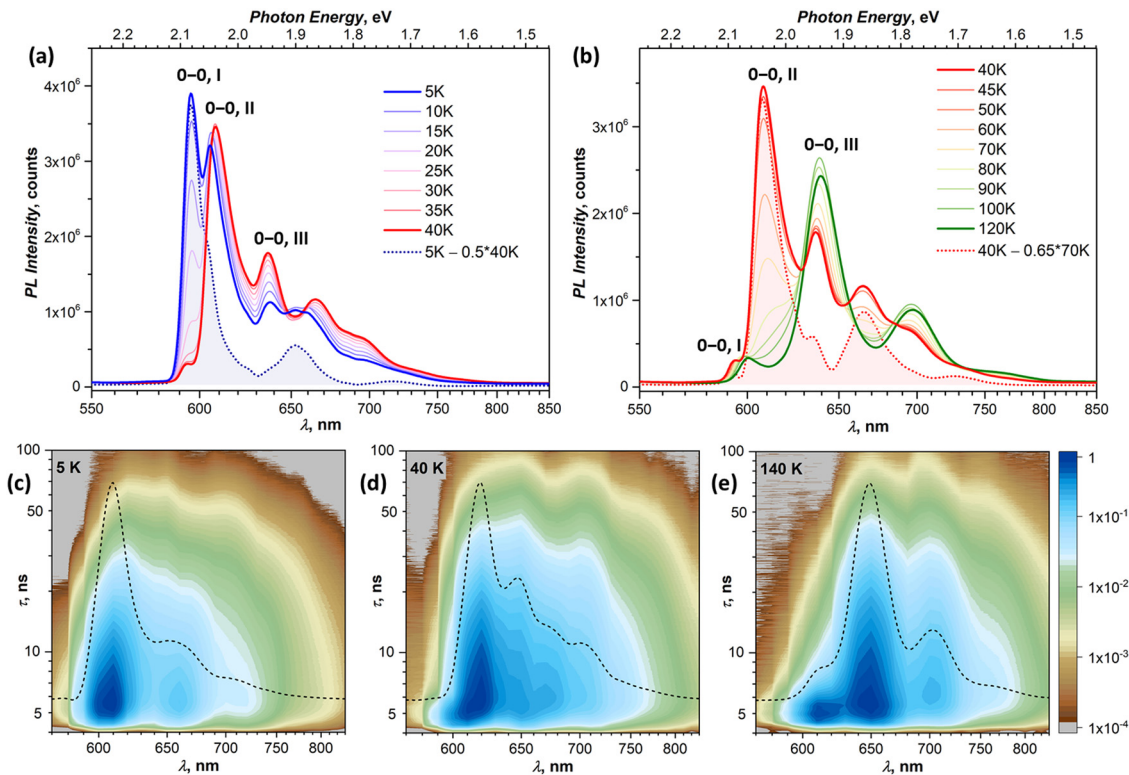 Photon Energy, eV
2.2 2.1 2.0 1.9 1.8 1.7 1.6 1.5
(a)
0–0, I
0–0, II
0–0, III
5K
10K
15K
20K
25K
30K
35K
40K
5K – 0.5*40K
PL Intensity, counts
4x10⁶
3x10⁶
2x10⁶
1x10⁶
0
550 600 650 700 750 800 850
λ, nm
Photon Energy, eV
2.2 2.1 2.0 1.9 1.8 1.7 1.6 1.5
(b)
0–0, II
0–0, III
0–0, I
40K
45K
50K
60K
70K
80K
90K
100K
120K
40K – 0.65*70K
PL Intensity, counts
3x10⁶
2x10⁶
1x10⁶
0
550 600 650 700 750 800 850
λ, nm
(c)
5 K
τ, ns
100
50
10
5
600 650 700 750 800
λ, nm
(d)
40 K
τ, ns
100
50
10
5
600 650 700 750 800
λ, nm
(e)
140 K
τ, ns
100
50
10
5
600 650 700 750 800
λ, nm
1
1x10⁻¹
1x10⁻²
1x10⁻³
1x10⁻⁴